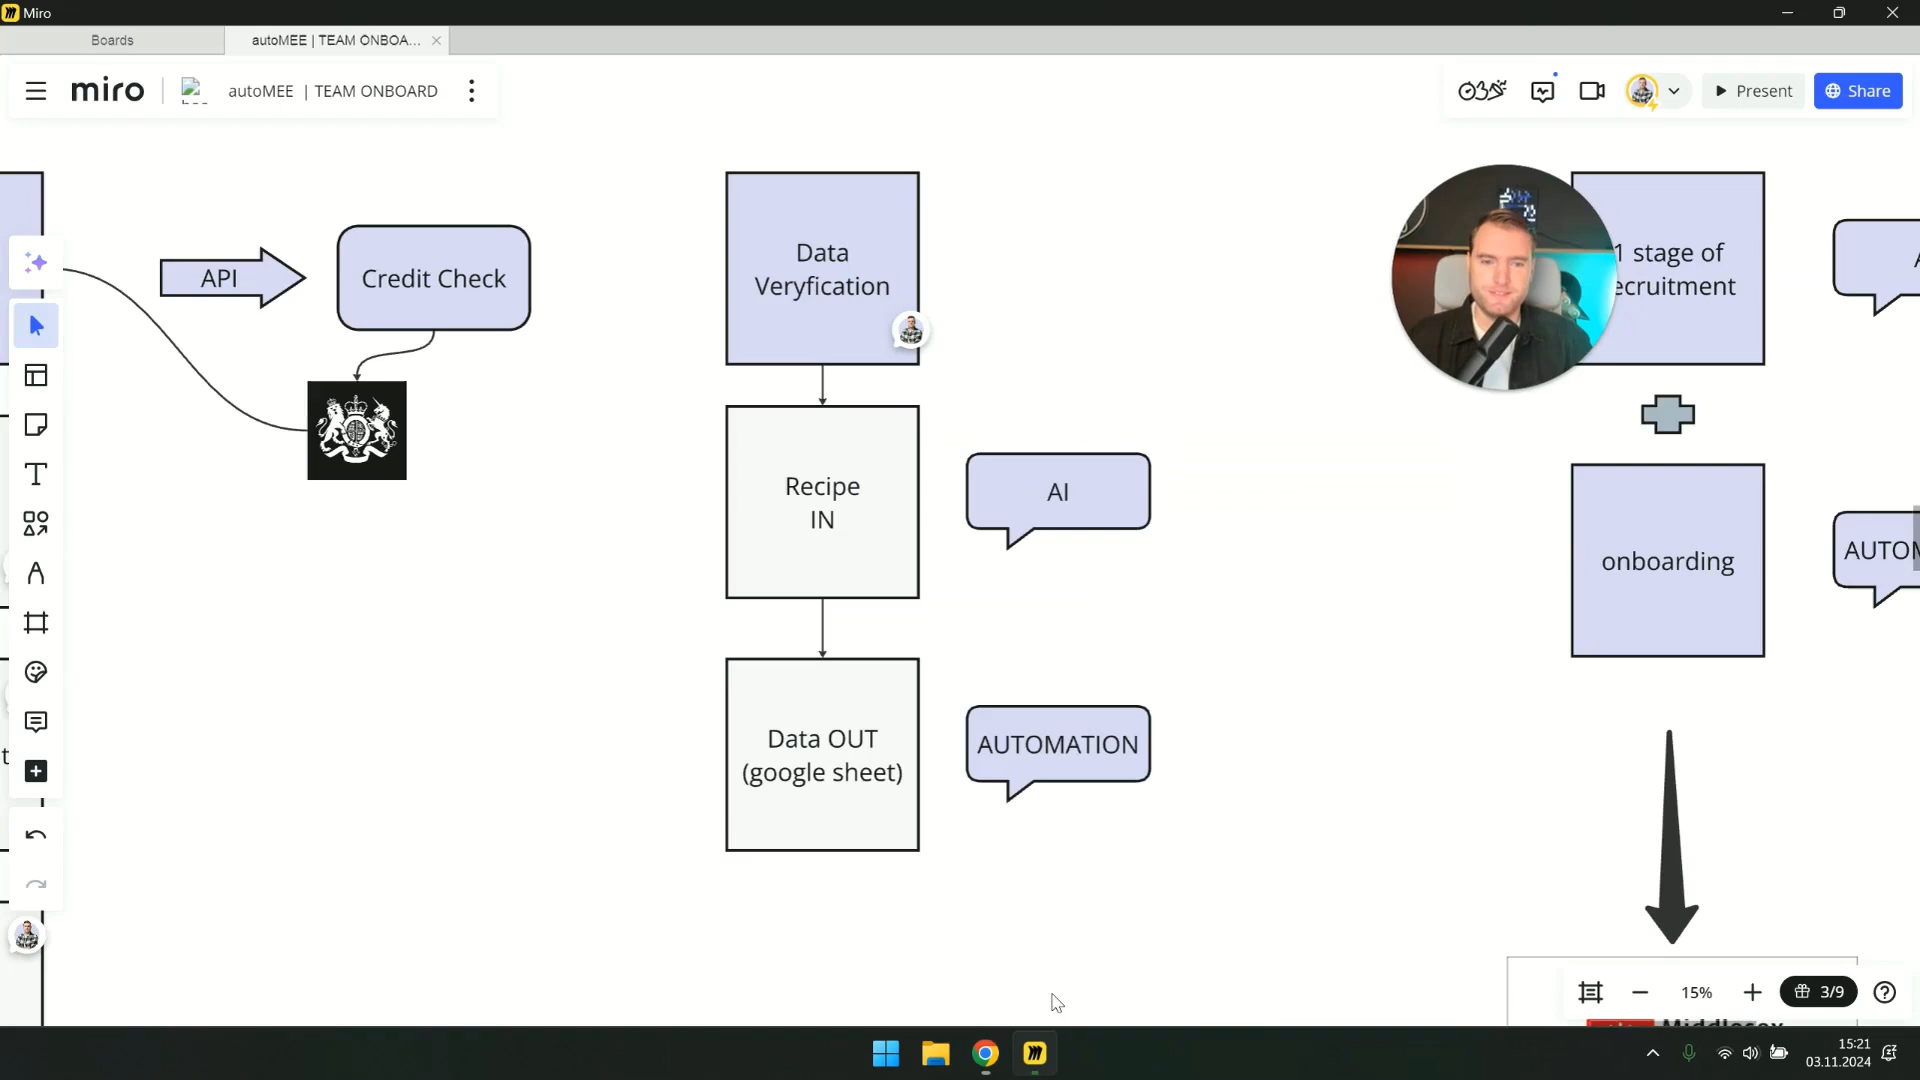 Miro
Boards
autoMEE | TEAM ONBOA...
miro
autoMEE | TEAM ONBOARD
Present
Share
API
Credit Check
Data
Veryfication
1 stage of
ecruitment
Recipe
IN
AI
onboarding
AUTOM
Data OUT
(google sheet)
AUTOMATION
15%
3/9
15:21
03.11.2024